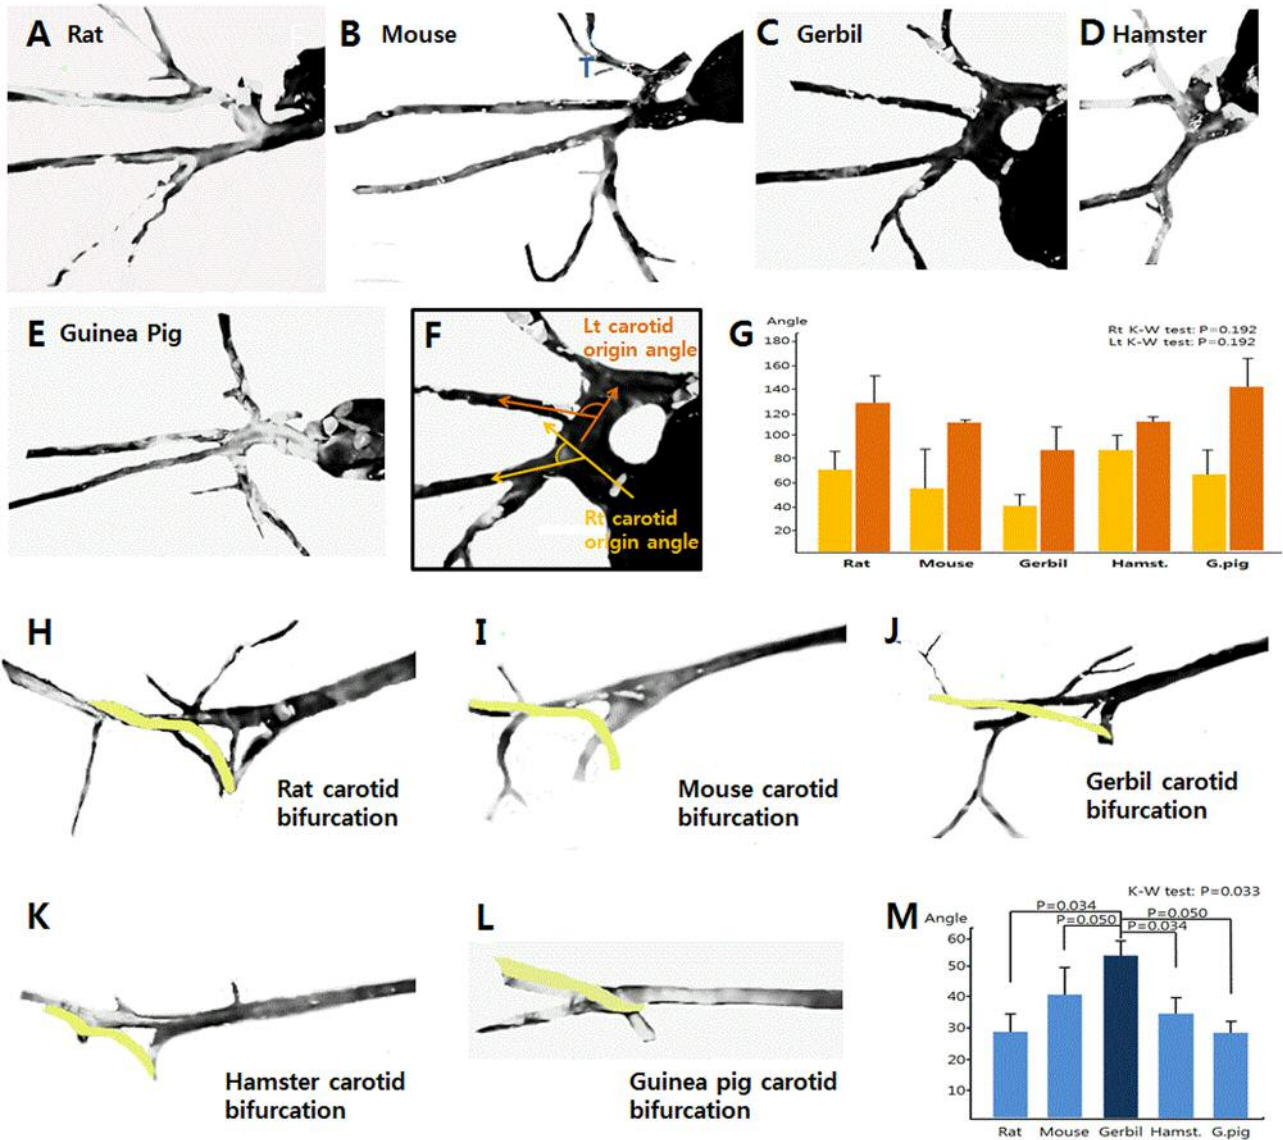 A Rat
B Mouse
T
C Gerbil
D Hamster
E Guinea Pig
F
Lt carotid
origin angle
Rt carotid
origin angle
G
Angle
Rt K-W test: P=0.192
Lt K-W test: P=0.192
180
160
140
120
100
80
60
40
20
Rat Mouse Gerbil Hamst. G.pig
H
Rat carotid
bifurcation
I
Mouse carotid
bifurcation
J
Gerbil carotid
bifurcation
K
Hamster carotid
bifurcation
L
Guinea pig carotid
bifurcation
M
Angle
K-W test: P=0.033
P=0.034
P=0.050
P=0.050
P=0.034
60
50
40
30
20
10
Rat Mouse Gerbil Hamst. G.pig